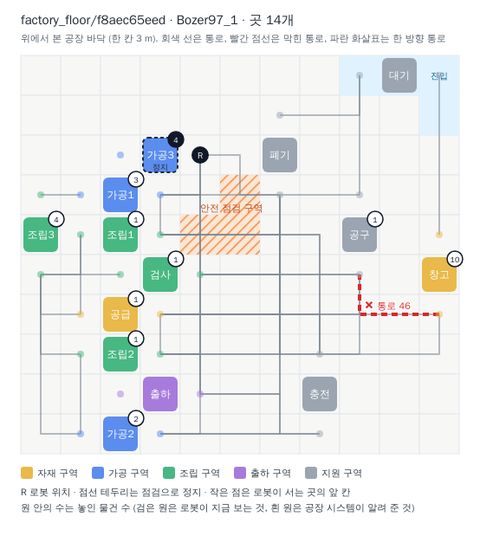 factory_floor/f8aec65eed · Bozer97_1 · 곳 14개
위에서 본 공장 바닥 (한 칸 3 m). 회색 선은 통로, 빨간 점선은 막힌 통로, 파란 화살표는 한 방향 통로
대기
전립
4
가공3
정지
R
폐기
3
가공1
안전 점검 구역
4
조립3
1
조립1
1
공구
1
검사
10
창고
1
공급
✕ 통로 46
1
조립2
출하
충전
2
가공2
자재 구역
가공 구역
조립 구역
출하 구역
지원 구역
R 로봇 위치 · 점선 테두리는 점검으로 정지 · 작은 점은 로봇이 서는 곳의 앞 칸
원 안의 수는 놓인 물건 수 (검은 원은 로봇이 지금 보는 것, 흰 원은 공장 시스템이 알려 준 것)